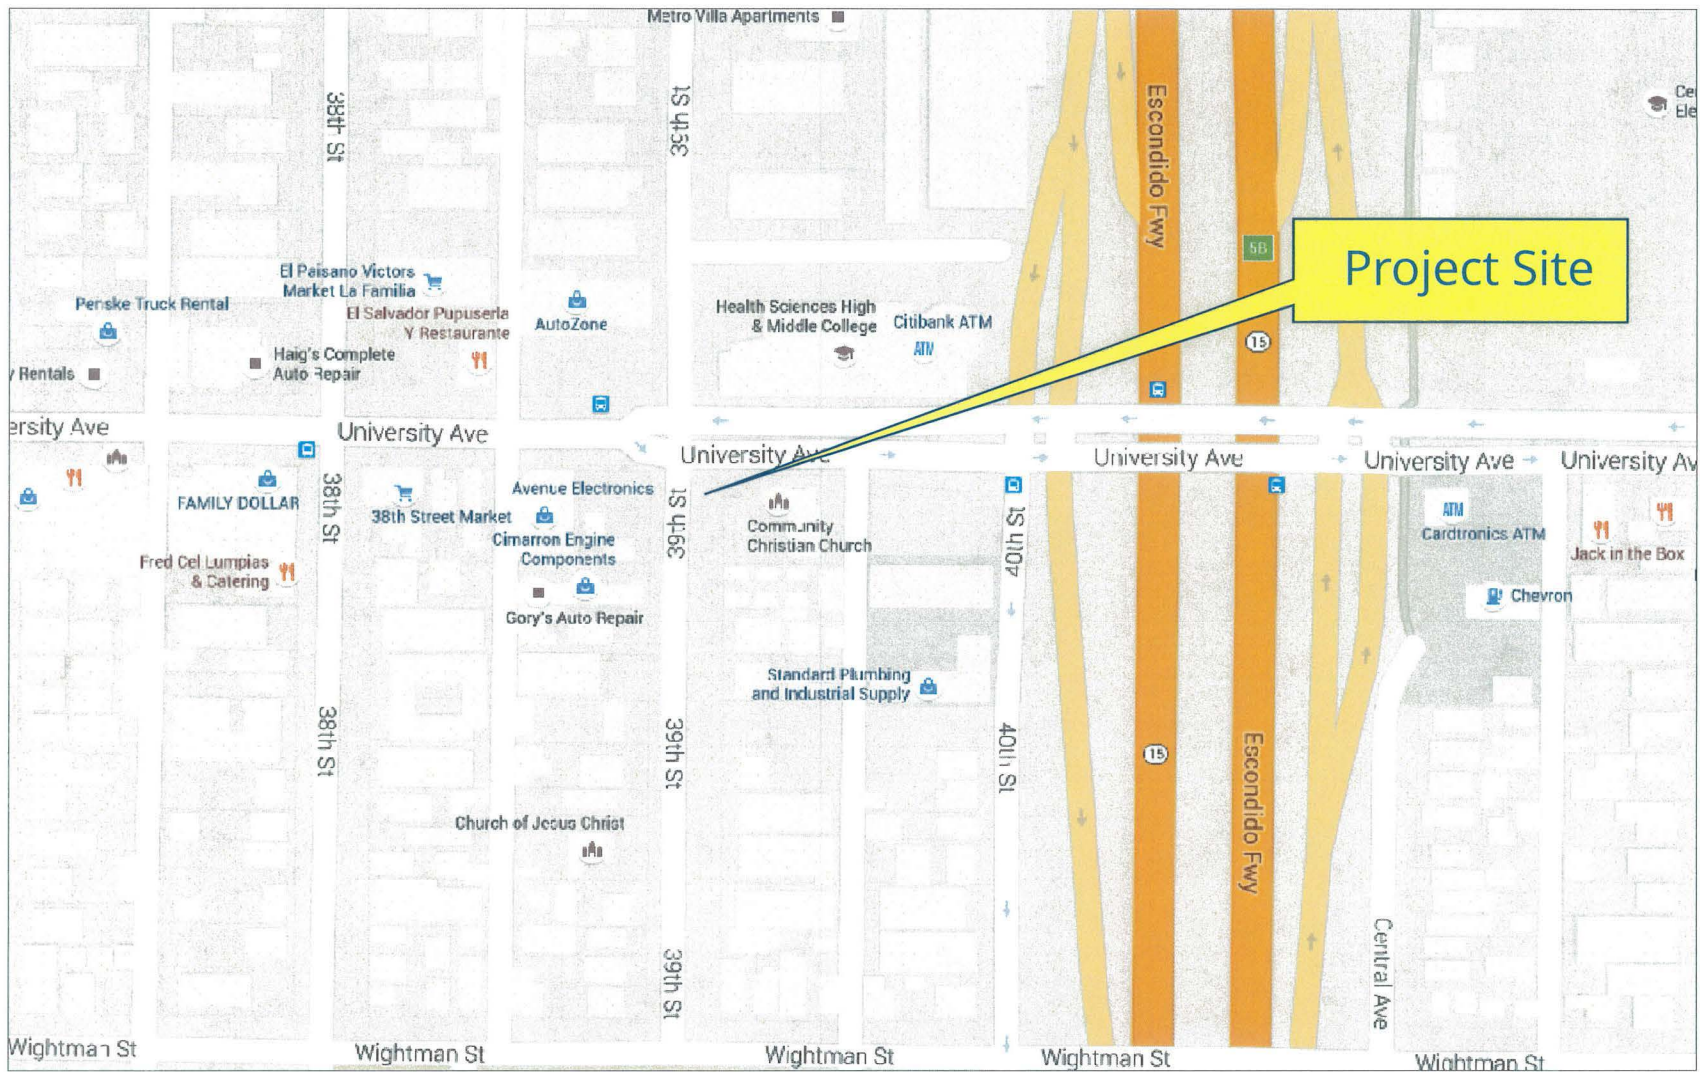 Metro Villa Apartments
38th St
39th St
Escondido Fwy
Ce
Ele
5B
Project Site
El Paisano Victors
Market La Familia
Penske Truck Rental
El Salvador Pupuseria
Y Restaurante
AutoZone
Health Sciences High
& Middle College
Citibank ATM
ATM
15
Haig's Complete
Auto Repair
y Rentals
ersity Ave
University Ave
University Ave
University Ave
University Ave
University Av
FAMILY DOLLAR
38th St
38th Street Market
Avenue Electronics
Cimarron Engine
Components
39th St
Community
Christian Church
40th St
ATM
Cardtronics ATM
Jack in the Box
Fred Cel Lumpias
& Catering
Gory's Auto Repair
Chevron
Standard Plumbing
and Industrial Supply
38th St
39th St
40th St
15
Escondido Fwy
Church of Jesus Christ
39th St
Central Ave
Wightman St
Wightman St
Wightman St
Wightman St
Wightman St